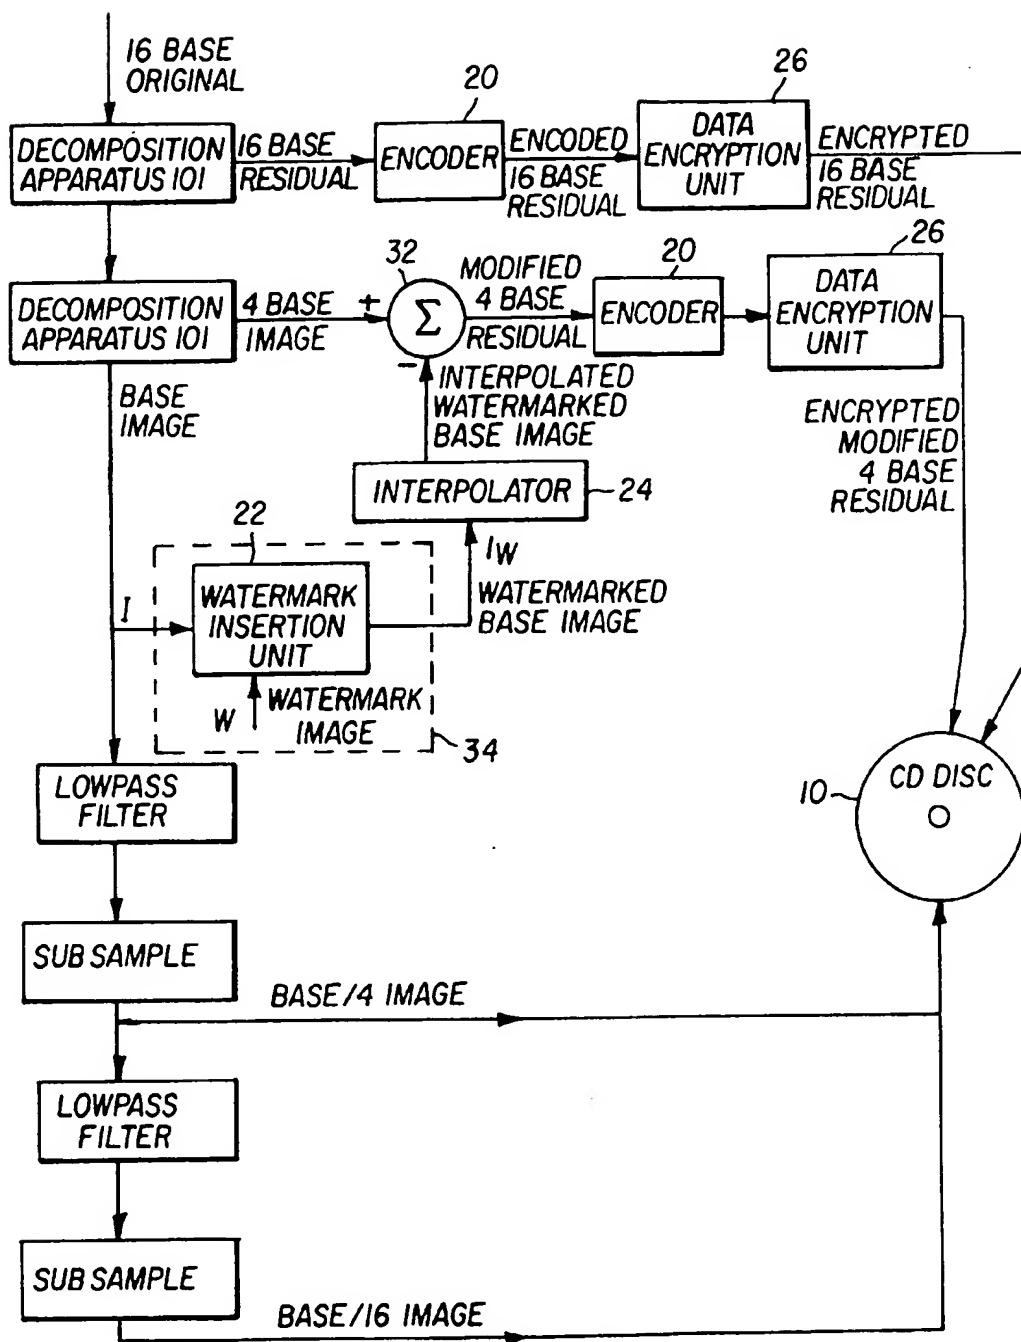 16 BASE
ORIGINAL
DECOMPOSITION
APPARATUS 101
16 BASE
RESIDUAL
20
ENCODER
ENCODED
16 BASE
RESIDUAL
26
DATA
ENCRYPTION
UNIT
ENCRYPTED
16 BASE
RESIDUAL
DECOMPOSITION
APPARATUS 101
4 BASE
IMAGE
+
32
Σ
-
MODIFIED
4 BASE
RESIDUAL
20
ENCODER
26
DATA
ENCRYPTION
UNIT
BASE
IMAGE
INTERPOLATED
WATERMARKED
BASE IMAGE
ENCRYPTED
MODIFIED
4 BASE
RESIDUAL
INTERPOLATOR
24
22
I
WATERMARK
INSERTION
UNIT
IW
WATERMARKED
BASE IMAGE
W
WATERMARK
IMAGE
34
LOWPASS
FILTER
10
CD DISC
SUB SAMPLE
BASE/4 IMAGE
LOWPASS
FILTER
SUB SAMPLE
BASE/16 IMAGE